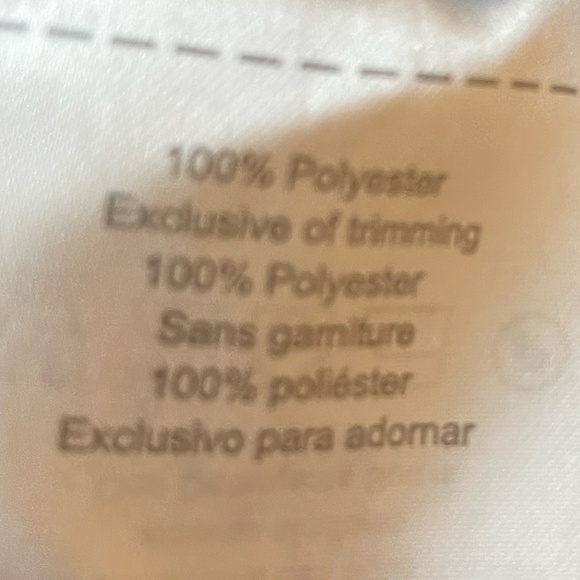 100% Polyester
Exclusive of trimming
100% Polyester
Sans garniture
100% poliéster
Exclusivo para adornar